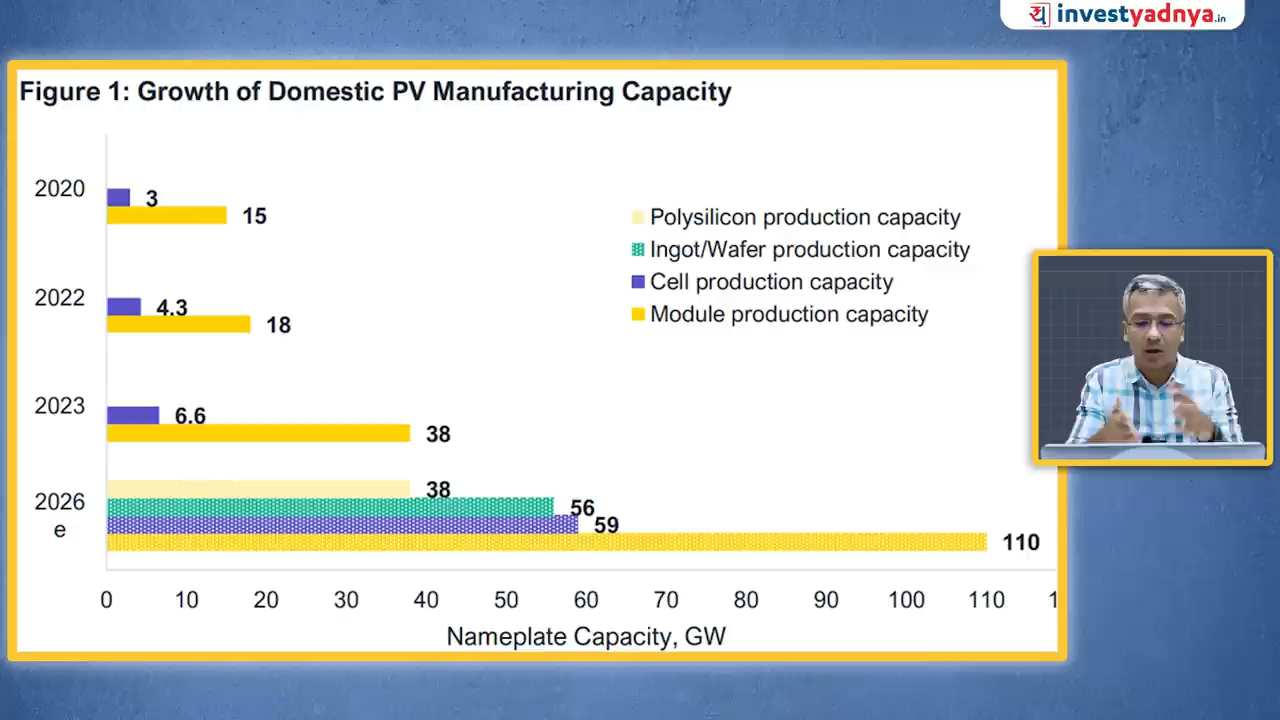 य investyadnya.in
Figure 1: Growth of Domestic PV Manufacturing Capacity
2020
3
15
Polysilicon production capacity
Ingot/Wafer production capacity
Cell production capacity
Module production capacity
2022
4.3
18
2023
6.6
38
2026
e
38
56
59
110
0 10 20 30 40 50 60 70 80 90 100 110 1
Nameplate Capacity, GW